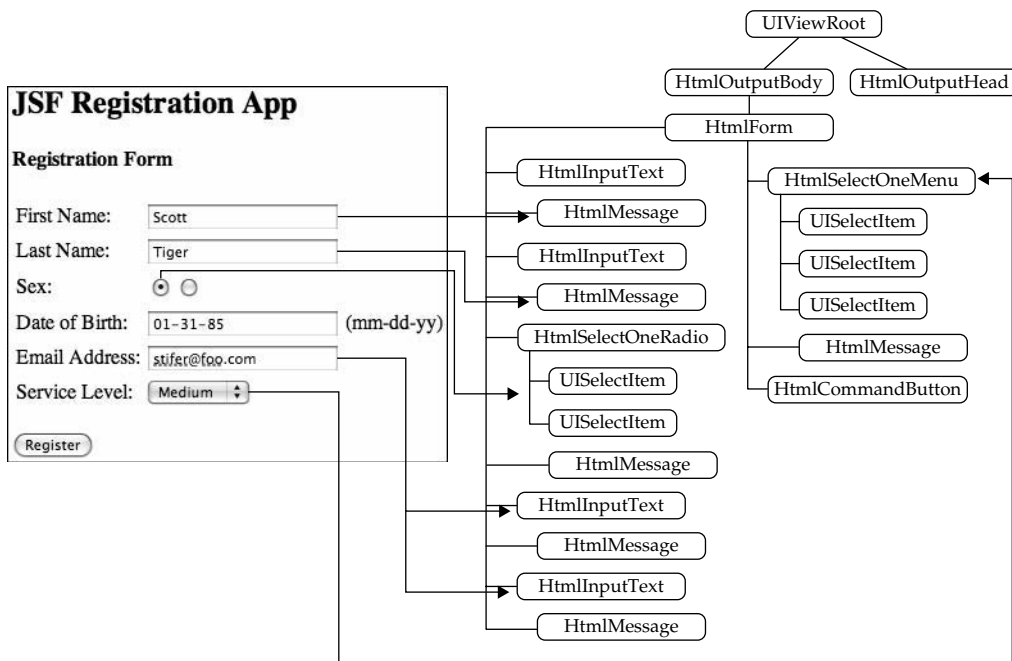 JSF Registration App
Registration Form
First Name: Scott
Last Name: Tiger
Sex:
Date of Birth: 01-31-85 (mm-dd-yy)
Email Address: stifer@foo.com
Service Level: Medium
Register
UIViewRoot
HtmlOutputBody
HtmlOutputHead
HtmlForm
HtmlInputText
HtmlMessage
HtmlInputText
HtmlMessage
HtmlSelectOneRadio
UISelectItem
UISelectItem
HtmlMessage
HtmlInputText
HtmlMessage
HtmlInputText
HtmlMessage
HtmlSelectOneMenu
UISelectItem
UISelectItem
UISelectItem
HtmlMessage
HtmlCommandButton